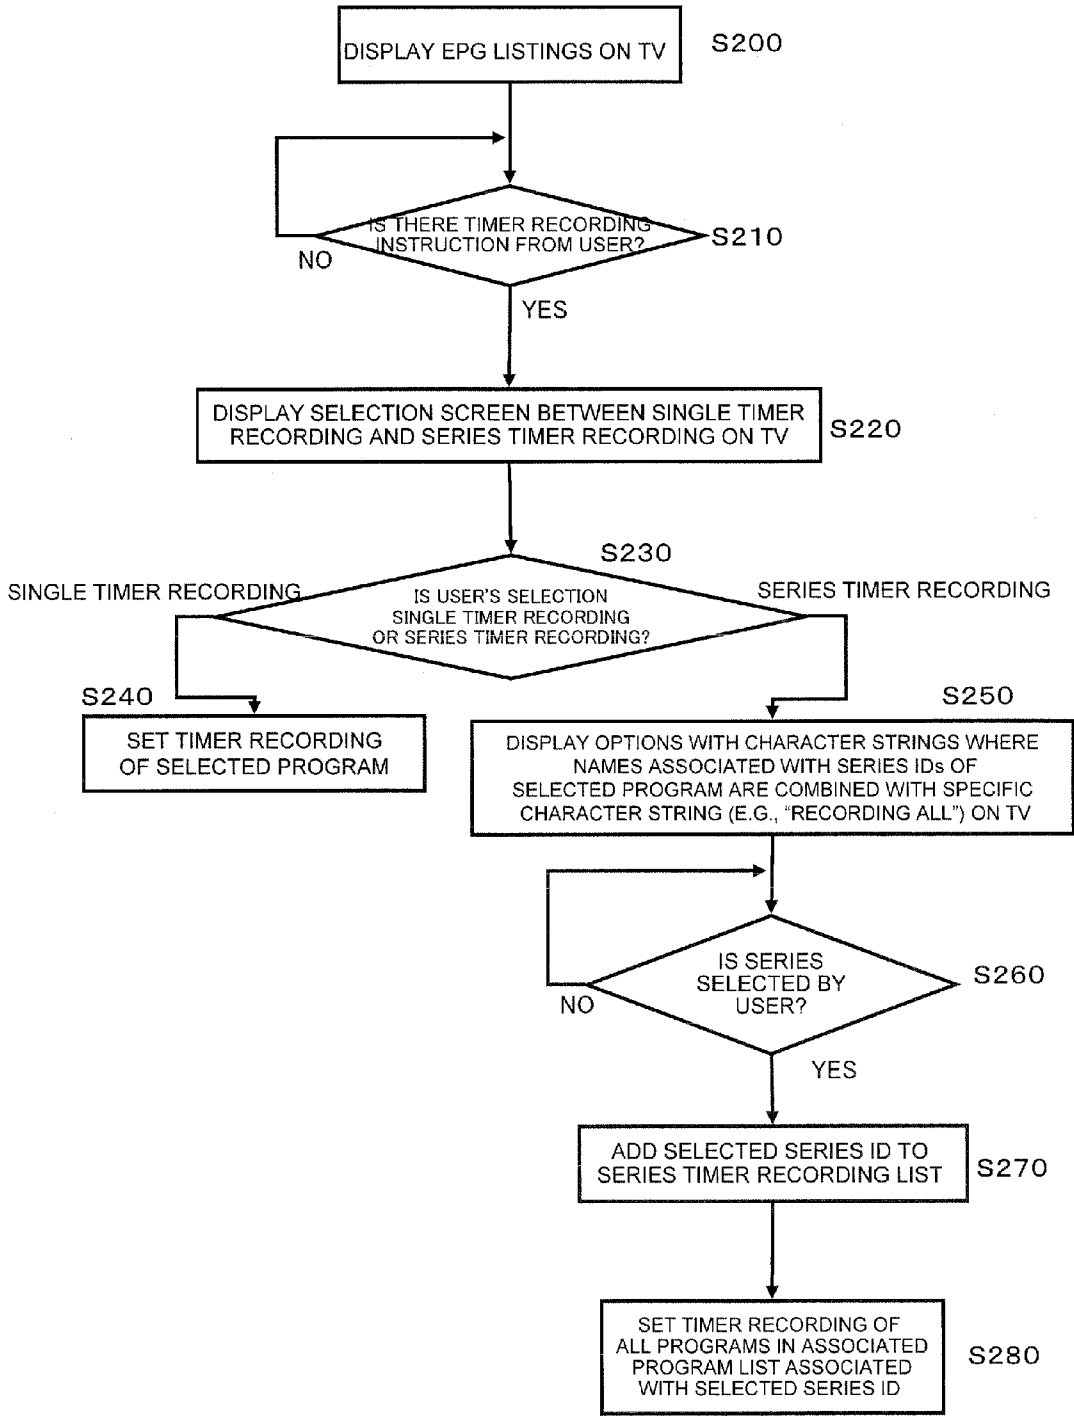 DISPLAY EPG LISTINGS ON TV
S200
IS THERE TIMER RECORDING
INSTRUCTION FROM USER?
S210
NO
YES
DISPLAY SELECTION SCREEN BETWEEN SINGLE TIMER
RECORDING AND SERIES TIMER RECORDING ON TV
S220
S230
SINGLE TIMER RECORDING
IS USER'S SELECTION
SINGLE TIMER RECORDING
OR SERIES TIMER RECORDING?
SERIES TIMER RECORDING
S240
SET TIMER RECORDING
OF SELECTED PROGRAM
S250
DISPLAY OPTIONS WITH CHARACTER STRINGS WHERE
NAMES ASSOCIATED WITH SERIES IDs OF
SELECTED PROGRAM ARE COMBINED WITH SPECIFIC
CHARACTER STRING (E.G., “RECORDING ALL”) ON TV
IS SERIES
SELECTED BY
USER?
S260
NO
YES
ADD SELECTED SERIES ID TO
SERIES TIMER RECORDING LIST
S270
SET TIMER RECORDING OF
ALL PROGRAMS IN ASSOCIATED
PROGRAM LIST ASSOCIATED
WITH SELECTED SERIES ID
S280